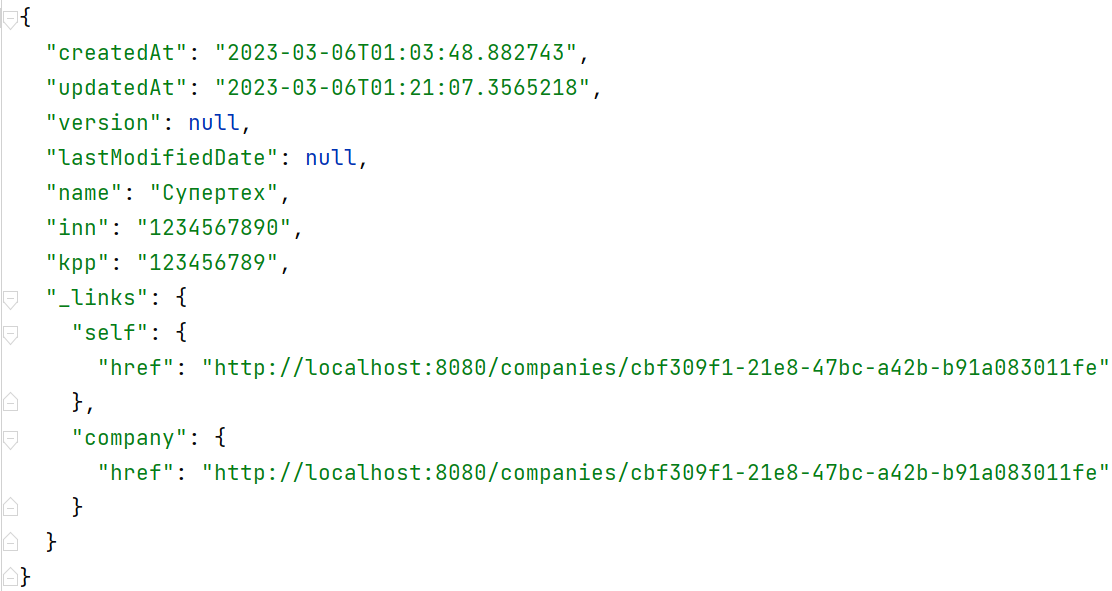 {
"createdAt": "2023-03-06T01:03:48.882743",
"updatedAt": "2023-03-06T01:21:07.3565218",
"version": null,
"lastModifiedDate": null,
"name": "Супертех",
"inn": "1234567890",
"kpp": "123456789",
"_links": {
"self": {
"href": "http://localhost:8080/companies/cbf309f1-21e8-47bc-a42b-b91a083011fe"
},
"company": {
"href": "http://localhost:8080/companies/cbf309f1-21e8-47bc-a42b-b91a083011fe"
}
}
}